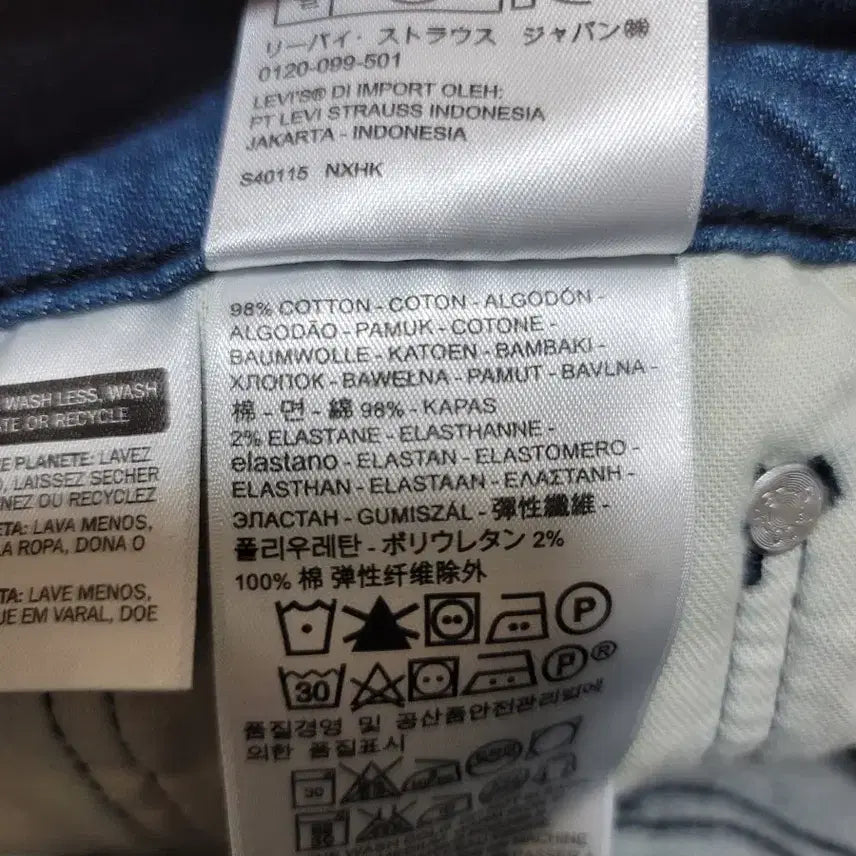 リーバイ・ストラウス ジャパン㈱
0120-099-501
LEVI'S® DI IMPORT OLEH:
PT LEVI STRAUSS INDONESIA
JAKARTA - INDONESIA
S40115 NXHK
WASH LESS, WASH
ATE OR RECYCLE
E PLANETE: LAVEZ
, LAISSEZ SECHER
NEZ OU RECYCLEZ
ETA: LAVA MENOS,
A ROPA, DONA O
TA: LAVE MENOS,
UE EM VARAL, DOE
98% COTTON - COTON - ALGODÓN -
ALGODÃO - PAMUK - COTONE -
BAUMWOLLE - KATOEN - BAMBAKI -
ХЛОПОК - BAWEŁNA - PAMUT - BAVLNA -
棉 - 면 - 綿 98% - KAPAS
2% ELASTANE - ELASTHANNE -
elastano - ELASTAN - ELASTOMERO -
ELASTHAN - ELASTAAN - ΕΛΑΣΤΑΝΗ -
ЭЛАСТАН - GUMISZÁL - 弾性繊維 -
폴리우레탄 - ポリウレタン 2%
100% 棉 弹性纤维除外
P
30 P®
품질경영 및 공산품안전관리법에
의한 품질표시
30